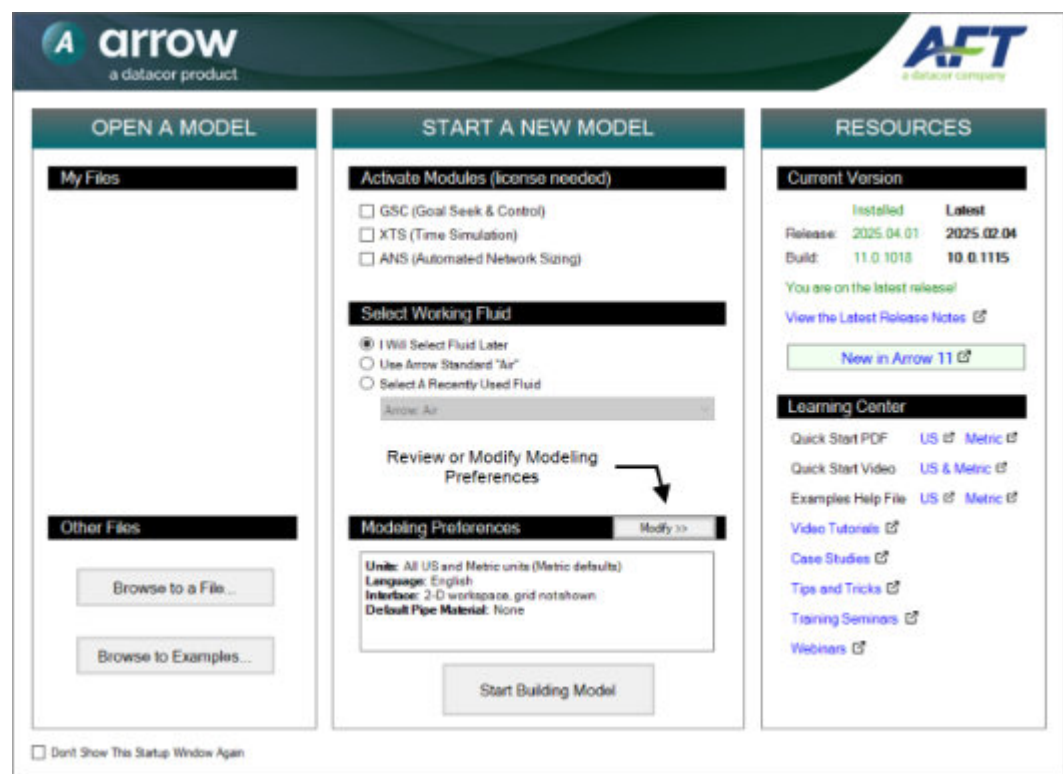 A arrow
a datacor product
AFT
a datacor company
OPEN A MODEL
My Files
Other Files
Browse to a File...
Browse to Examples...
START A NEW MODEL
Activate Modules (license needed)
GSC (Goal Seek & Control)
XTS (Time Simulation)
ANS (Automated Network Sizing)
Select Working Fluid
I Will Select Fluid Later
Use Arrow Standard "Air"
Select A Recently Used Fluid
Arrow: Air
Review or Modify Modeling
Preferences
Modeling Preferences Modify >>
Units: All US and Metric units (Metric defaults)
Language: English
Interface: 2-D workspace, grid not shown
Default Pipe Material: None
Start Building Model
RESOURCES
Current Version
Installed Latest
Release: 2025.04.01 2025.02.04
Build: 11.0.1018 10.0.1115
You are on the latest release!
View the Latest Release Notes
New in Arrow 11
Learning Center
Quick Start PDF US Metric
Quick Start Video US & Metric
Examples Help File US Metric
Video Tutorials
Case Studies
Tips and Tricks
Training Seminars
Webinars
Don't Show This Startup Window Again